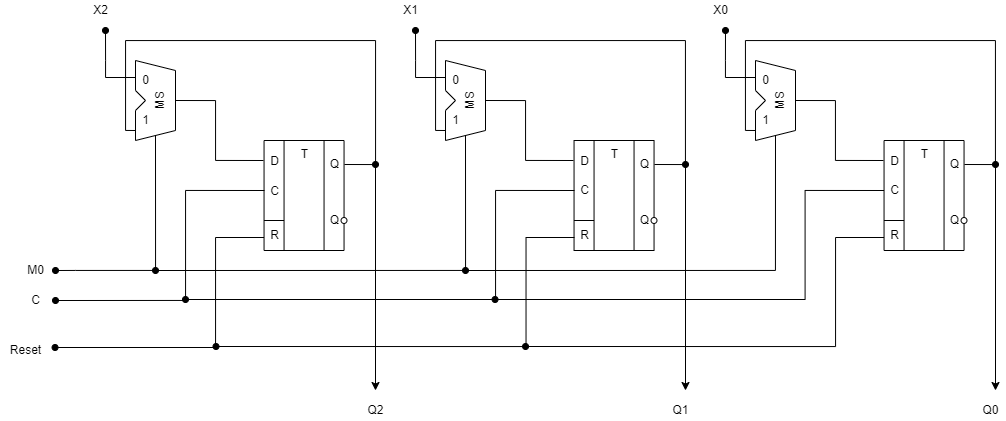 X2 X1 X0
0 0 0
MS MS MS
1 1 1
D T Q D T Q D T Q
C C C
Q Q Q
R R R
M0
C
Reset
Q2 Q1 Q0